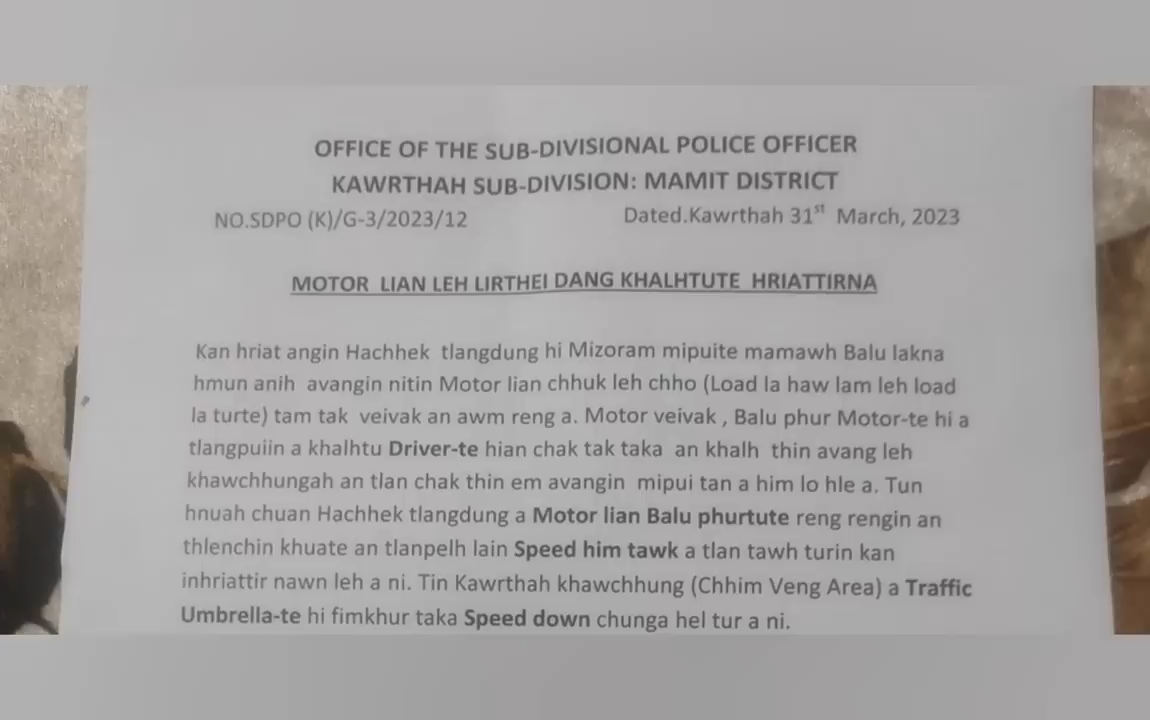 OFFICE OF THE SUB-DIVISIONAL POLICE OFFICER
KAWRTHAH SUB-DIVISION: MAMIT DISTRICT
NO.SDPO (K)/G-3/2023/12 Dated.Kawrthah 31st March, 2023
MOTOR LIAN LEH LIRTHEI DANG KHALHTUTE HRIATTIRNA
Kan hriat angin Hachhek tlangdung hi Mizoram mipuite mamawh Balu lakna
hmun anih avangin nitin Motor lian chhuk leh chho (Load la haw lam leh load
la turte) tam tak veivak an awm reng a. Motor veivak , Balu phur Motor-te hi a
tlangpuiin a khalhtu Driver-te hian chak tak taka an khalh thin avang leh
khawchhungah an tlan chak thin em avangin mipui tan a him lo hle a. Tun
hnuah chuan Hachhek tlangdung a Motor lian Balu phurtute reng rengin an
thlenchin khuate an tlanpelh lain Speed him tawk a tlan tawh turin kan
inhriattir nawn leh a ni. Tin Kawrthah khawchhung (Chhim Veng Area) a Traffic
Umbrella-te hi fimkhur taka Speed down chunga hel tur a ni.